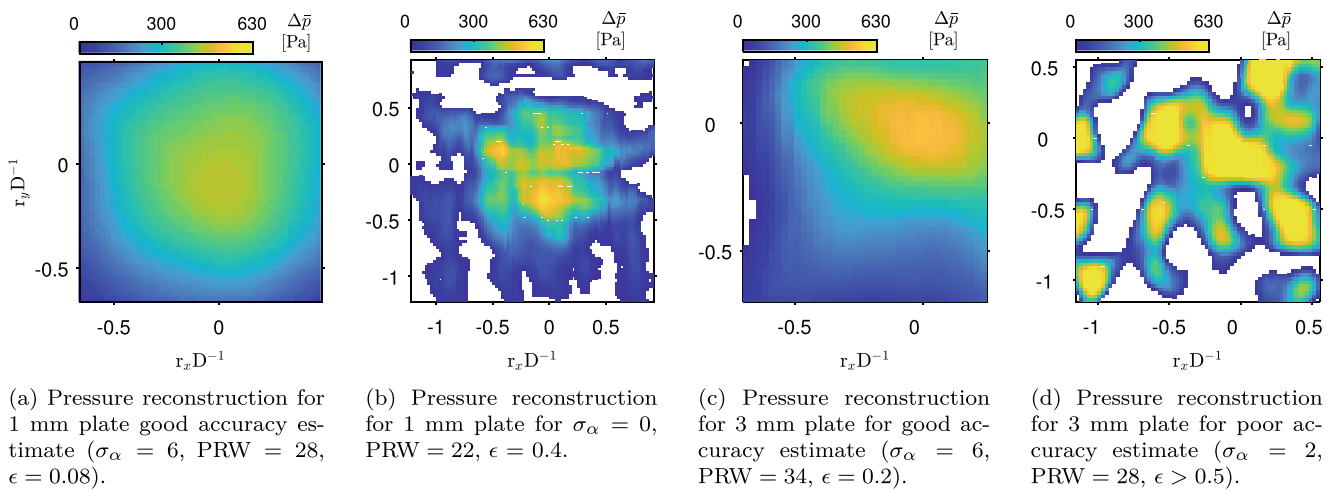 0 300 630 Δp̄
[Pa]
0 300 630 Δp̄
[Pa]
0 300 630 Δp̄
[Pa]
0 300 630 Δp̄
[Pa]
r_yD⁻¹
0
-0.5
-0.5 0
r_xD⁻¹
0.5
0
-0.5
-1
-1 -0.5 0 0.5
r_xD⁻¹
0
-0.5
-0.5 0
r_xD⁻¹
0.5
0
-0.5
-1
-1 -0.5 0 0.5
r_xD⁻¹
(a) Pressure reconstruction for
1 mm plate good accuracy es-
timate (σ_α = 6, PRW = 28,
ϵ = 0.08).
(b) Pressure reconstruction
for 1 mm plate for σ_α = 0,
PRW = 22, ϵ = 0.4.
(c) Pressure reconstruction
for 3 mm plate for good ac-
curacy estimate (σ_α = 6,
PRW = 34, ϵ = 0.2).
(d) Pressure reconstruction
for 3 mm plate for poor ac-
curacy estimate (σ_α = 2,
PRW = 28, ϵ > 0.5).